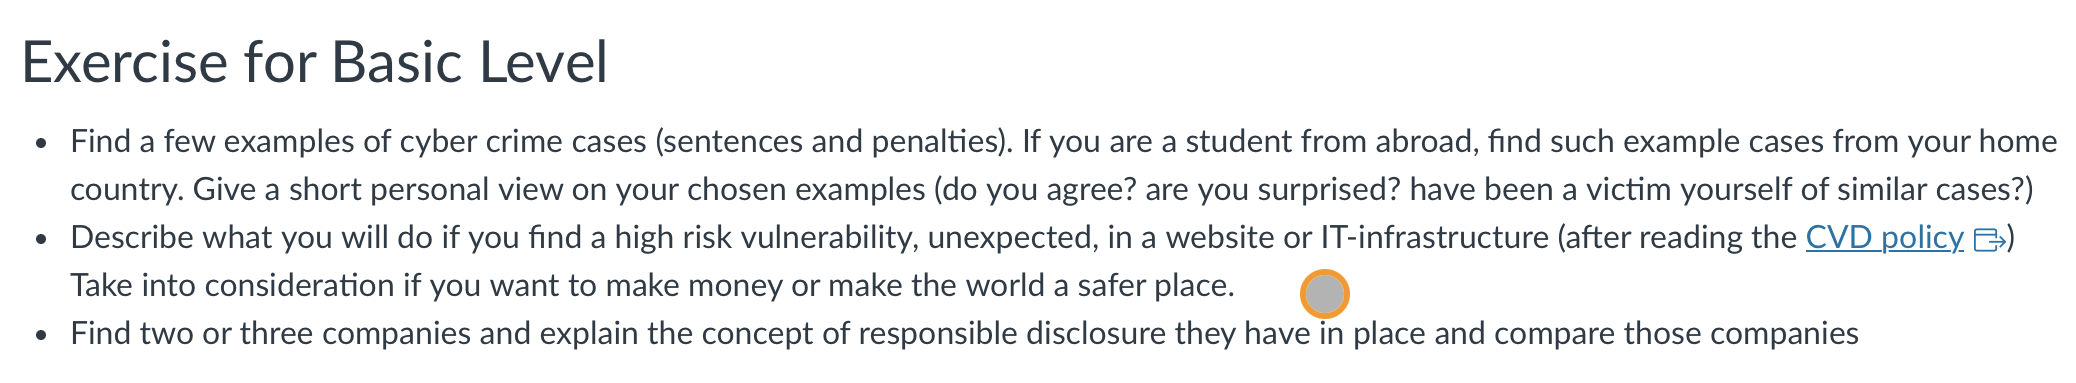 Exercise for Basic Level
• Find a few examples of cyber crime cases (sentences and penalties). If you are a student from abroad, find such example cases from your home
country. Give a short personal view on your chosen examples (do you agree? are you surprised? have been a victim yourself of similar cases?)
• Describe what you will do if you find a high risk vulnerability, unexpected, in a website or IT-infrastructure (after reading the CVD policy)
Take into consideration if you want to make money or make the world a safer place.
• Find two or three companies and explain the concept of responsible disclosure they have in place and compare those companies